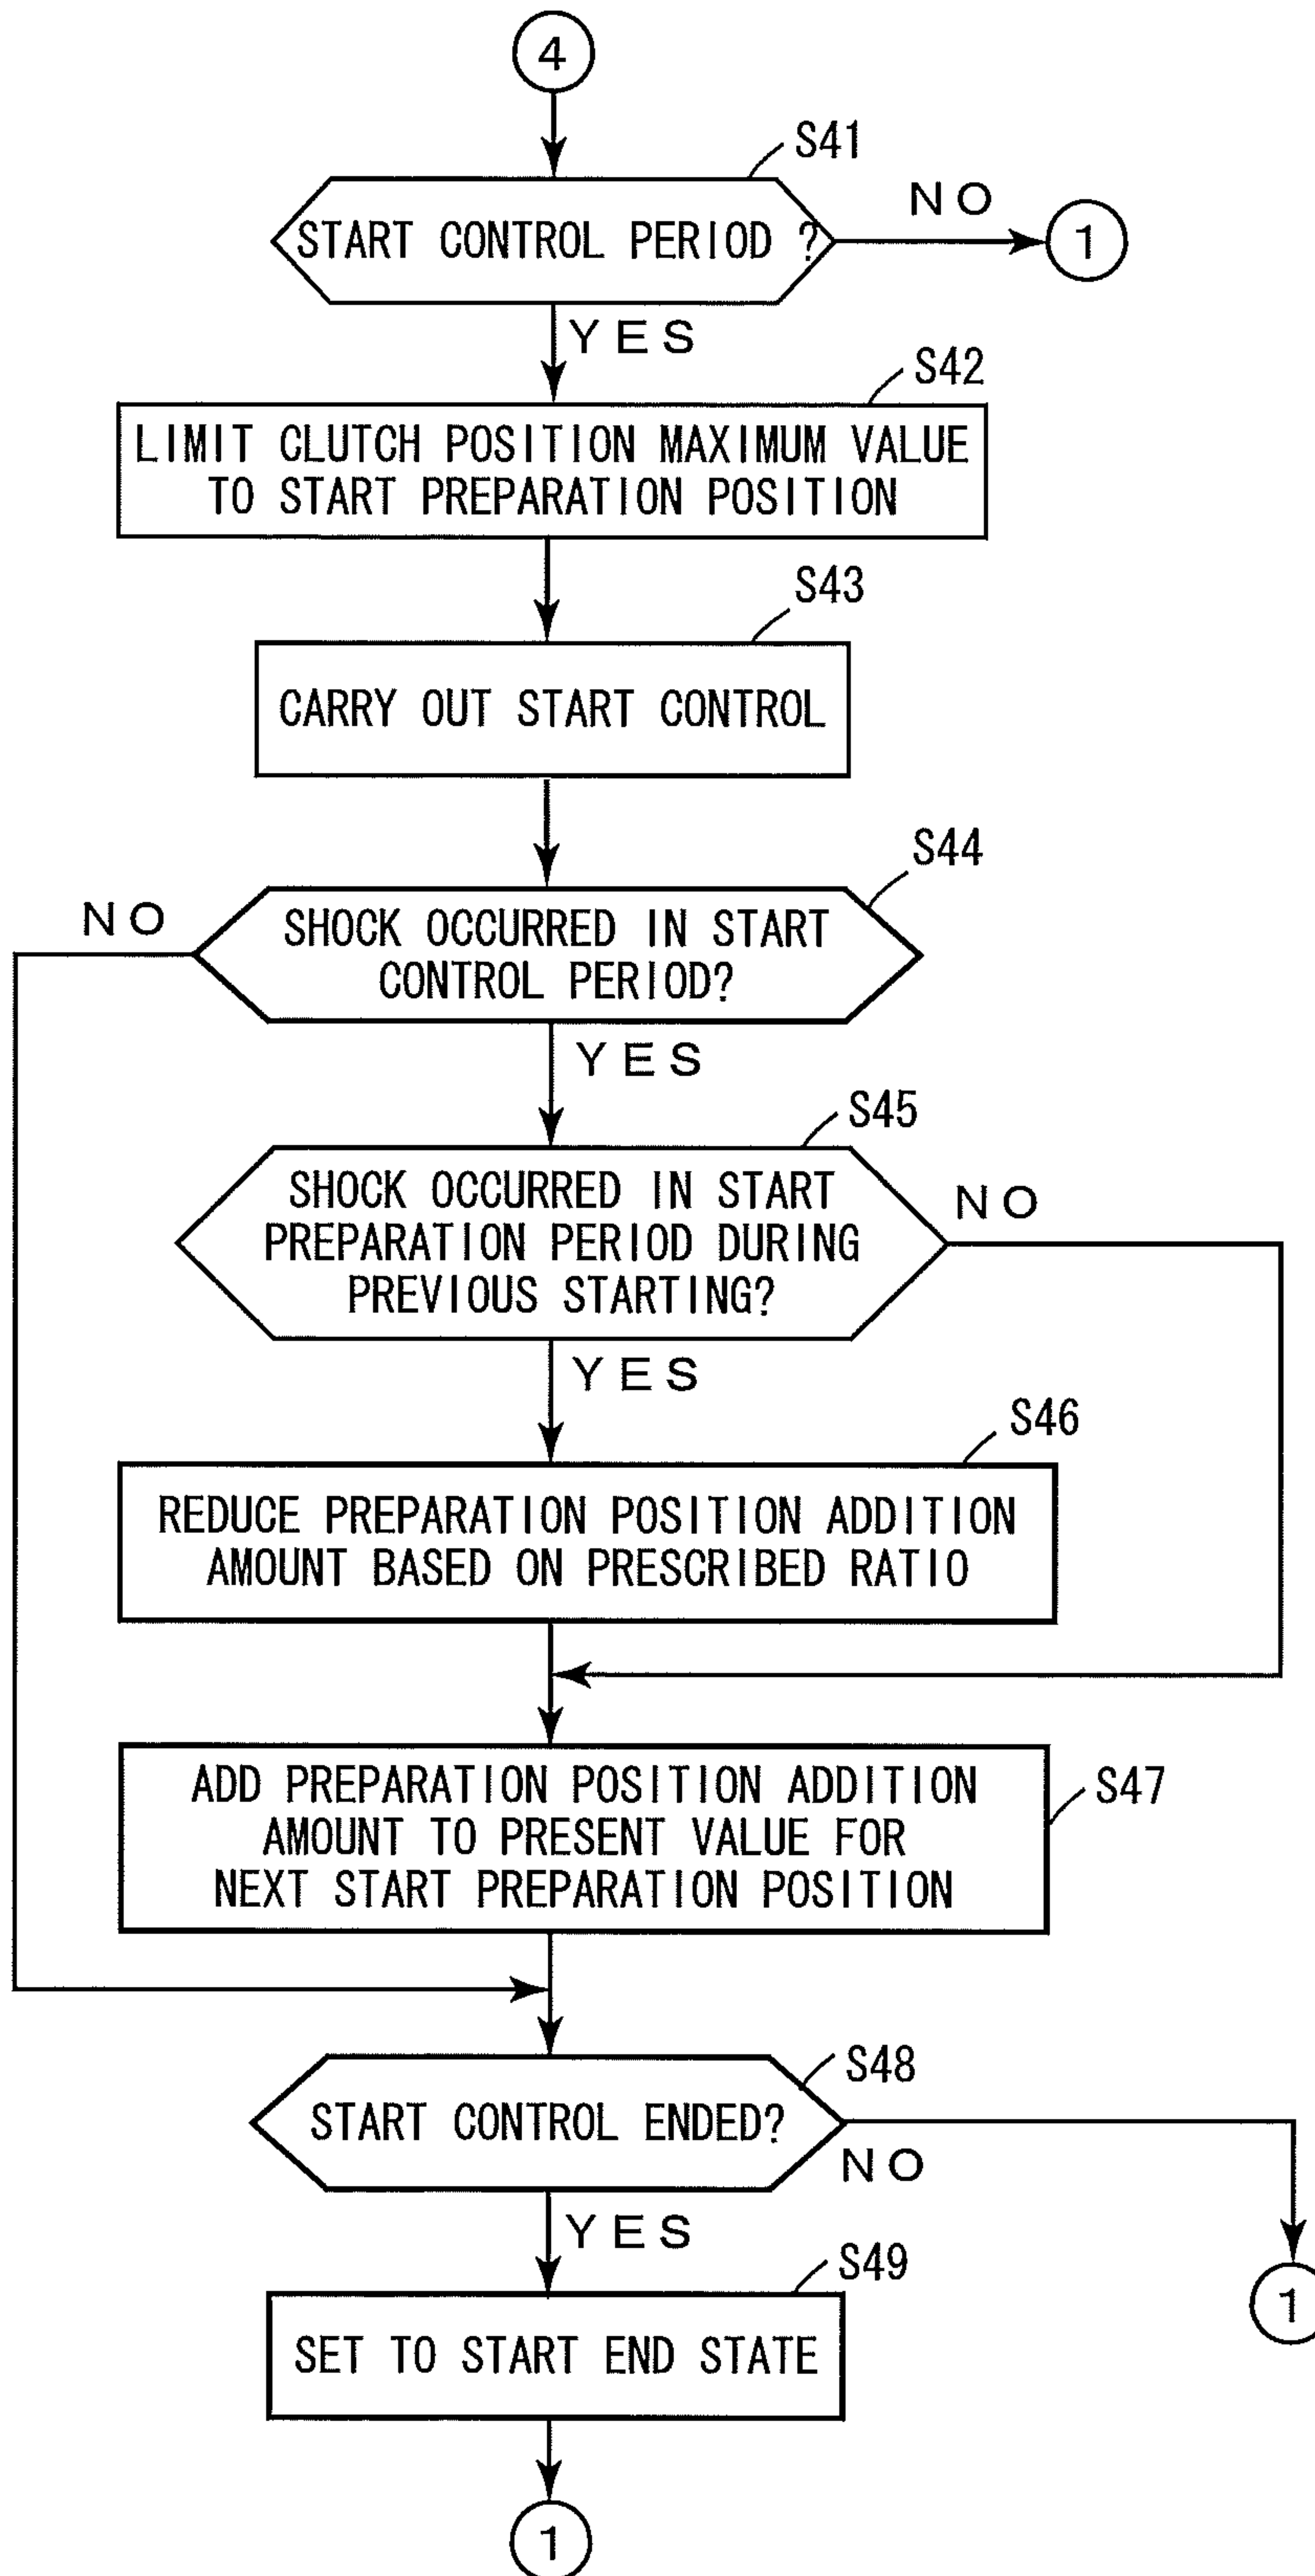 4
S41
START CONTROL PERIOD ?
NO
1
YES
S42
LIMIT CLUTCH POSITION MAXIMUM VALUE
TO START PREPARATION POSITION
S43
CARRY OUT START CONTROL
S44
NO
SHOCK OCCURRED IN START
CONTROL PERIOD?
YES
S45
SHOCK OCCURRED IN START
PREPARATION PERIOD DURING
PREVIOUS STARTING?
NO
YES
S46
REDUCE PREPARATION POSITION ADDITION
AMOUNT BASED ON PRESCRIBED RATIO
S47
ADD PREPARATION POSITION ADDITION
AMOUNT TO PRESENT VALUE FOR
NEXT START PREPARATION POSITION
S48
START CONTROL ENDED?
NO
YES
1
S49
SET TO START END STATE
1